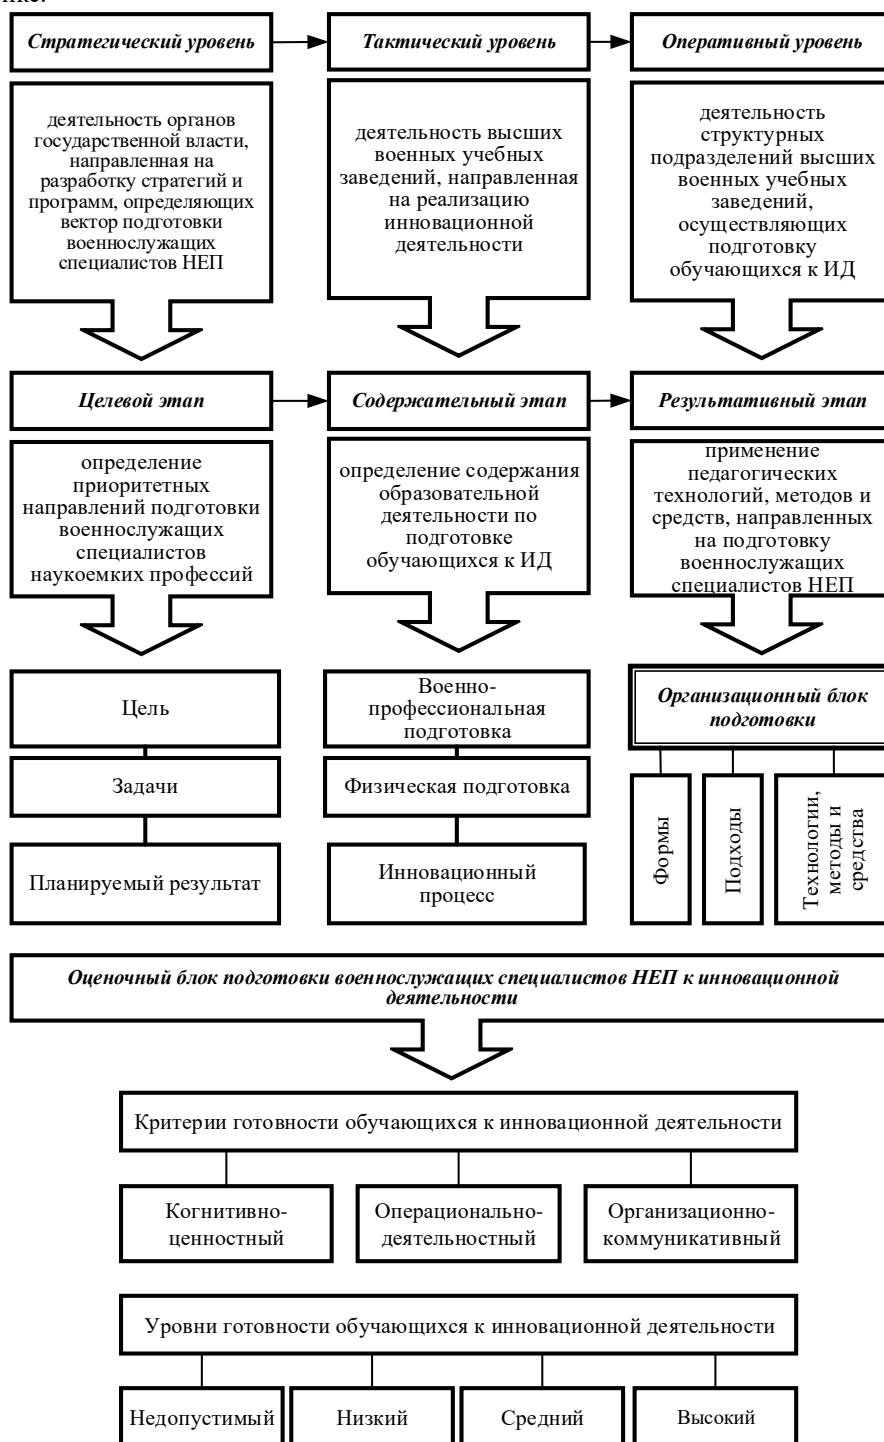 Стратегический уровень
Тактический уровень
Оперативный уровень
деятельность органов
государственной власти,
направленная на
разработку стратегий и
программ, определяющих
вектор подготовки
военнослужащих
специалистов НЕП
деятельность высших
военных учебных
заведений, направленная
на реализацию
инновационной
деятельности
деятельность
структурных
подразделений высших
военных учебных
заведений,
осуществляющих
подготовку
обучающихся к ИД
Целевой этап
Содержательный этап
Результативный этап
определение
приоритетных
направлений подготовки
военнослужащих
специалистов
наукоемких профессий
определение содержания
образовательной
деятельности по
подготовке
обучающихся к ИД
применение
педагогических
технологий, методов и
средств, направленных
на подготовку
военнослужащих
специалистов НЕП
Цель
Задачи
Планируемый результат
Военно-
профессиональная
подготовка
Физическая подготовка
Инновационный
процесс
Организационный блок
подготовки
Формы
Подходы
Технологии,
методы и
средства
Оценочный блок подготовки военнослужащих специалистов НЕП к инновационной
деятельности
Критерии готовности обучающихся к инновационной деятельности
Когнитивно-
ценностный
Операционально-
деятельностный
Организационно-
коммуникативный
Уровни готовности обучающихся к инновационной деятельности
Недопустимый
Низкий
Средний
Высокий